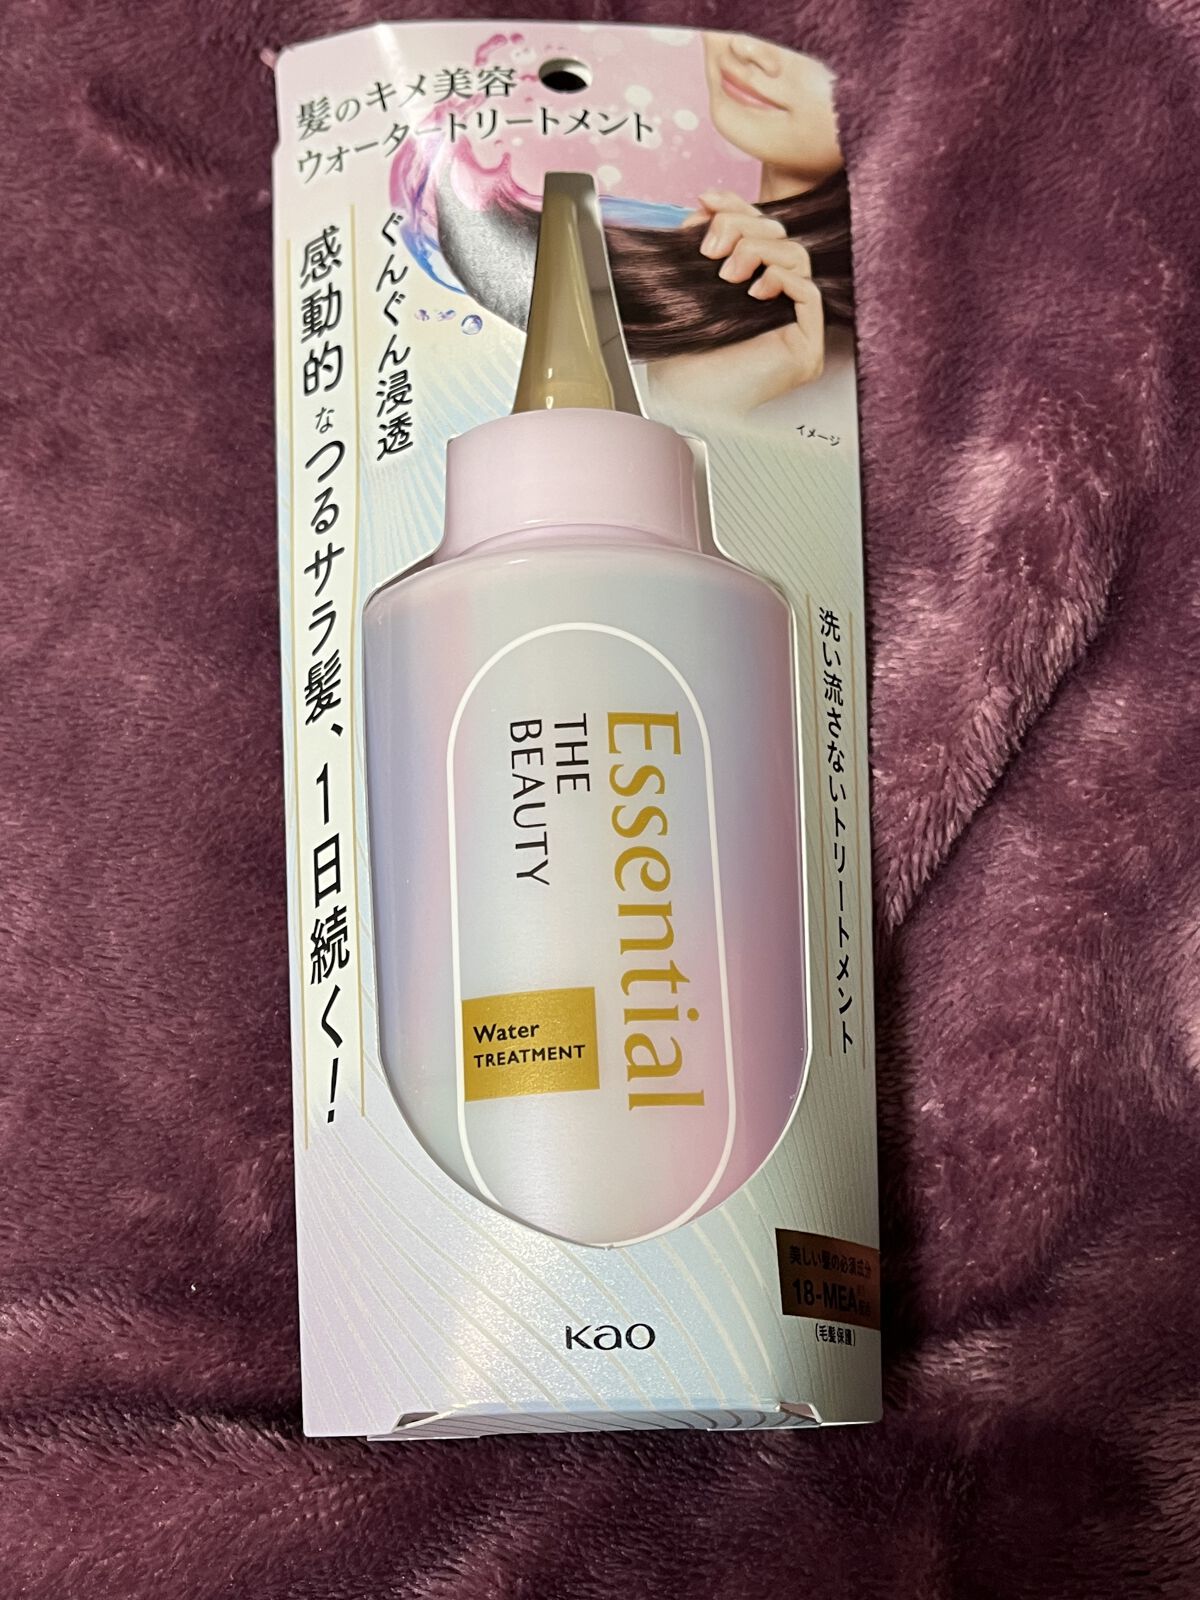 髪のキメ美容
ウォータートリートメント
ぐんぐん浸透
感動的なつるサラ髪、1日続く!
イメージ
洗い流さないトリートメント
Essential
THE
BEAUTY
Water
TREATMENT
美しい髪の必須成分
18-MEA
配合
(毛髪保護)
Kao